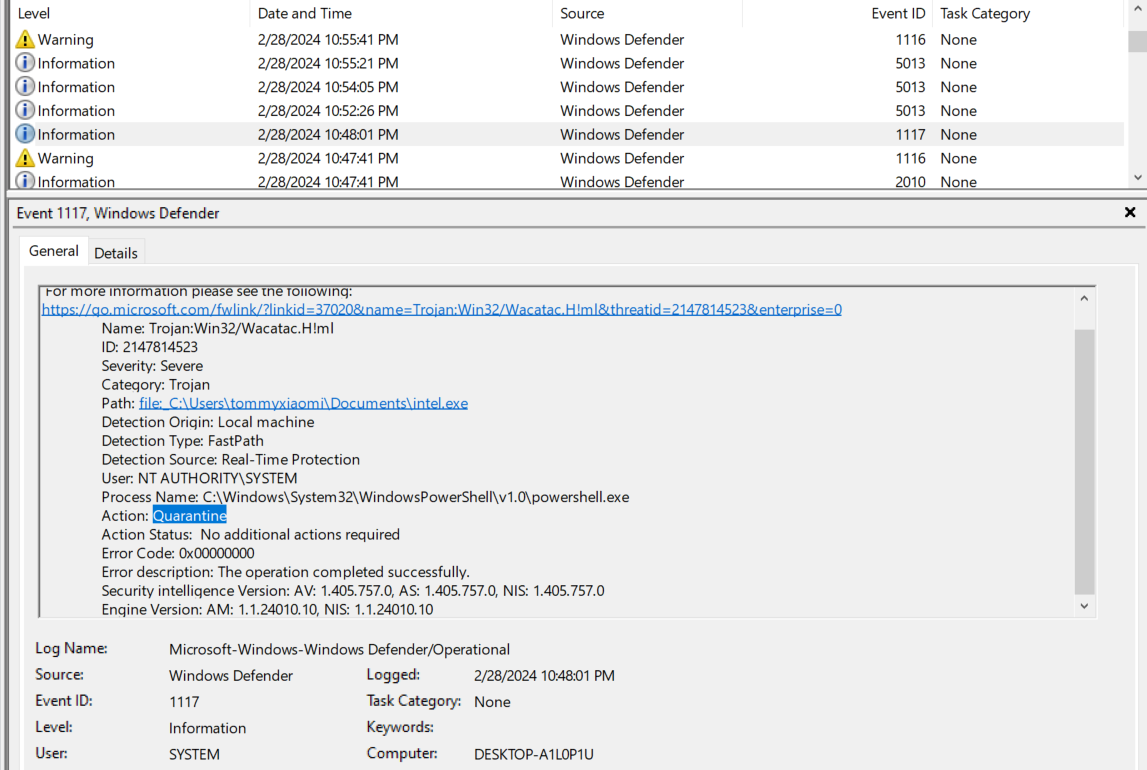 Level Date and Time Source Event ID Task Category
Warning 2/28/2024 10:55:41 PM Windows Defender 1116 None
Information 2/28/2024 10:55:21 PM Windows Defender 5013 None
Information 2/28/2024 10:54:05 PM Windows Defender 5013 None
Information 2/28/2024 10:52:26 PM Windows Defender 5013 None
Information 2/28/2024 10:48:01 PM Windows Defender 1117 None
Warning 2/28/2024 10:47:41 PM Windows Defender 1116 None
Information 2/28/2024 10:47:41 PM Windows Defender 2010 None
Event 1117, Windows Defender
General Details
For more information please see the following:
https://go.microsoft.com/fwlink/?linkid=37020&name=Trojan:Win32/Wacatac.H!ml&threatid=2147814523&enterprise=0
Name: Trojan:Win32/Wacatac.H!ml
ID: 2147814523
Severity: Severe
Category: Trojan
Path: file:_C:\Users\tommyxiaomi\Documents\intel.exe
Detection Origin: Local machine
Detection Type: FastPath
Detection Source: Real-Time Protection
User: NT AUTHORITY\SYSTEM
Process Name: C:\Windows\System32\WindowsPowerShell\v1.0\powershell.exe
Action: Quarantine
Action Status:  No additional actions required
Error Code: 0x00000000
Error description: The operation completed successfully.
Security intelligence Version: AV: 1.405.757.0, AS: 1.405.757.0, NIS: 1.405.757.0
Engine Version: AM: 1.1.24010.10, NIS: 1.1.24010.10
Log Name: Microsoft-Windows-Windows Defender/Operational
Source: Windows Defender Logged: 2/28/2024 10:48:01 PM
Event ID: 1117 Task Category: None
Level: Information Keywords:
User: SYSTEM Computer: DESKTOP-A1L0P1U